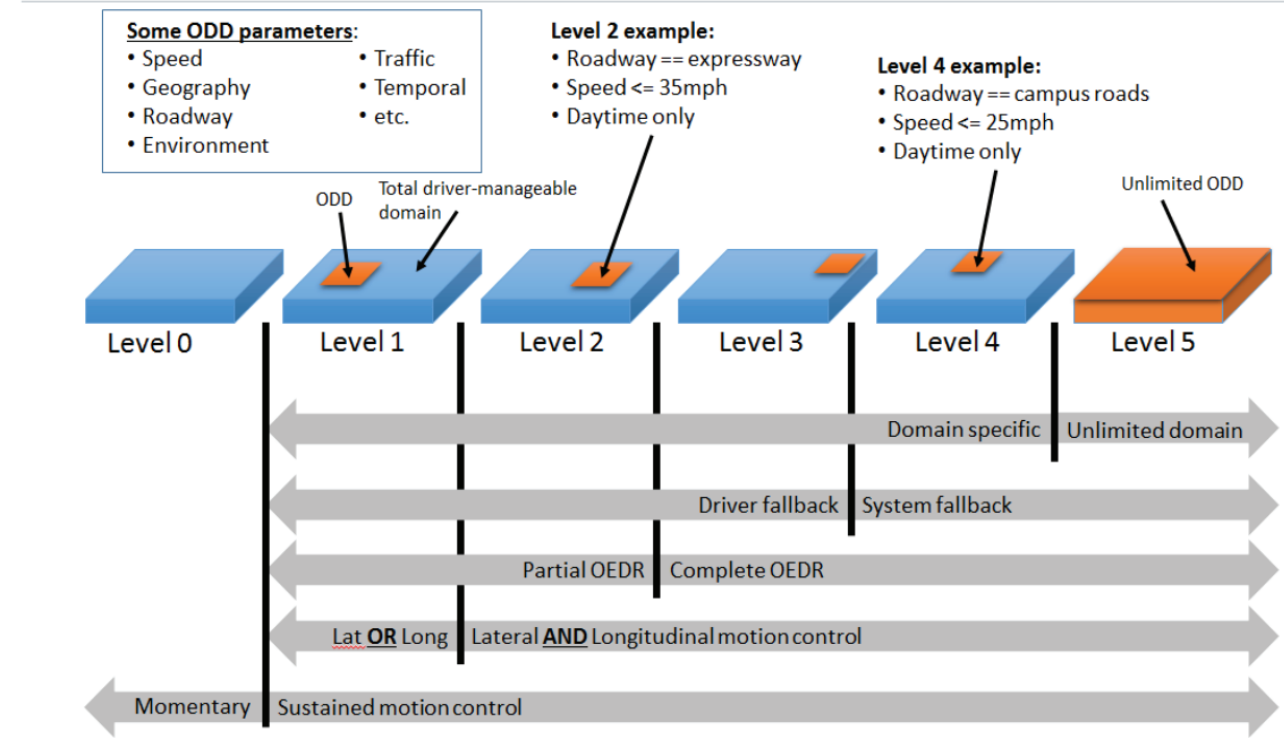 Some ODD parameters:
• Speed
• Geography
• Roadway
• Environment
• Traffic
• Temporal
• etc.
Level 2 example:
• Roadway == expressway
• Speed <= 35mph
• Daytime only
Level 4 example:
• Roadway == campus roads
• Speed <= 25mph
• Daytime only
ODD
Total driver-manageable
domain
Unlimited ODD
Level 0
Level 1
Level 2
Level 3
Level 4
Level 5
Domain specific
Unlimited domain
Driver fallback
System fallback
Partial OEDR
Complete OEDR
Lat OR Long
Lateral AND Longitudinal motion control
Momentary
Sustained motion control